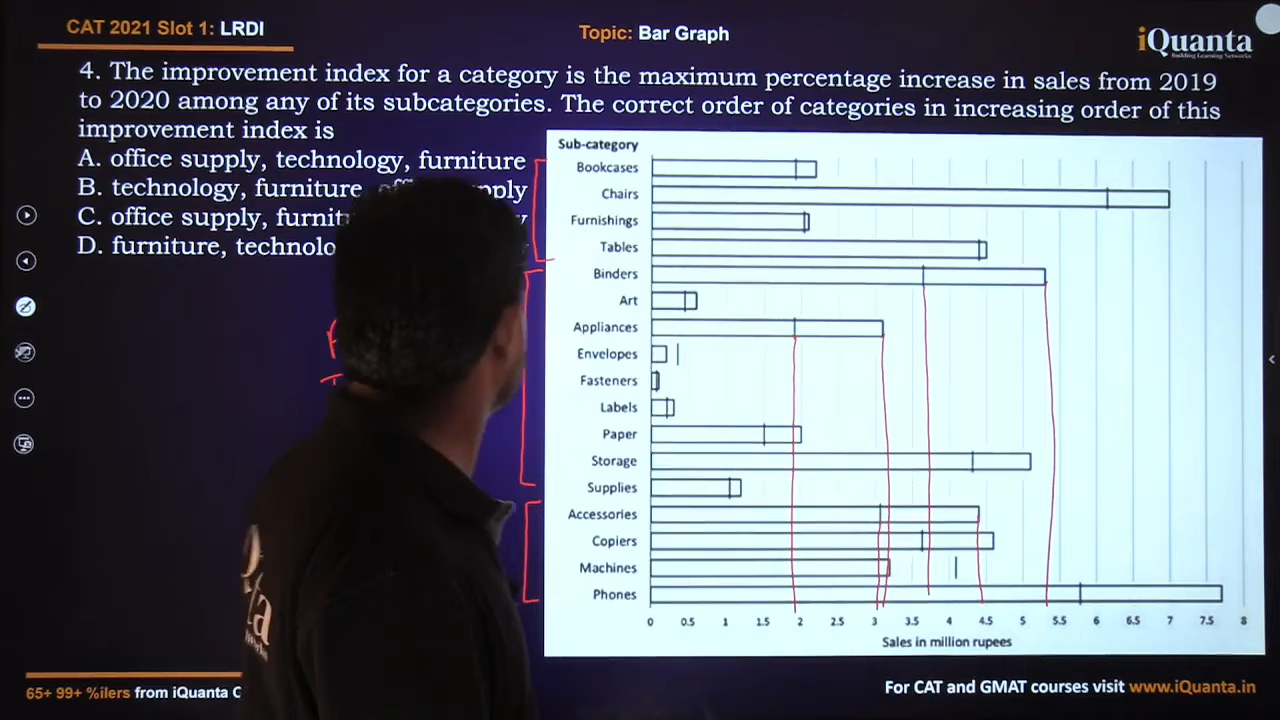 CAT 2021 Slot 1: LRDI
Topic: Bar Graph
iQuanta
Building Learning Networks
4. The improvement index for a category is the maximum percentage increase in sales from 2019
to 2020 among any of its subcategories. The correct order of categories in increasing order of this
improvement index is
A. office supply, technology, furniture
B. technology, furniture
C. office supply,
D. furniture,
Sub-category
Bookcases
Chairs
Furnishings
Tables
Binders
Art
Appliances
Envelopes
Fasteners
Labels
Paper
Storage
Supplies
Accessories
Copiers
Machines
Phones
0 0.5 1 1.5 2 2.5 3 3.5 4 4.5 5 5.5 6 6.5 7 7.5 8
Sales in million rupees
65+ 99+ %ilers from iQuanta
For CAT and GMAT courses visit www.iQuanta.in